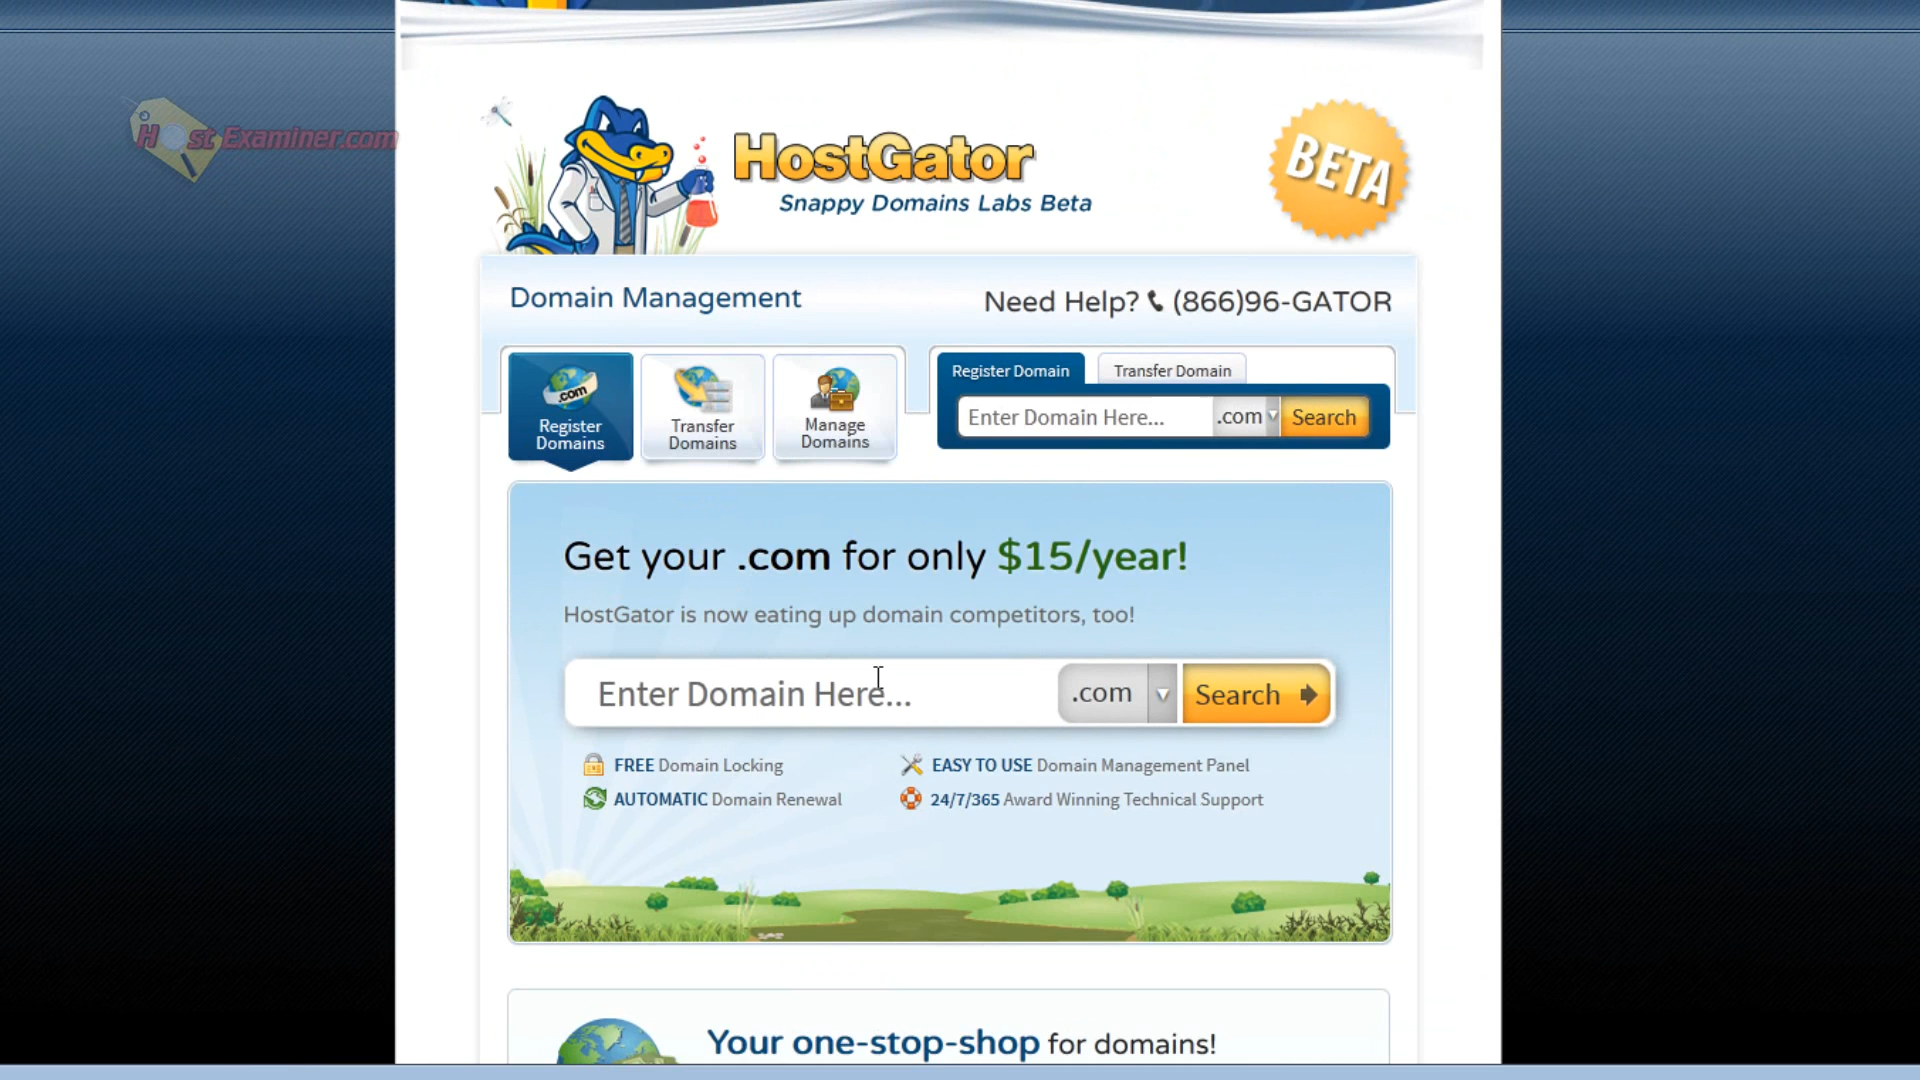 HostExaminer.com
HostGator
Snappy Domains Labs Beta
BETA
Domain Management
Need Help? (866)96-GATOR
.com
Register Domains
Transfer Domains
Manage Domains
Register Domain
Transfer Domain
Enter Domain Here...
.com
Search
Get your .com for only $15/year!
HostGator is now eating up domain competitors, too!
Enter Domain Here...
.com
Search
FREE Domain Locking
EASY TO USE Domain Management Panel
AUTOMATIC Domain Renewal
24/7/365 Award Winning Technical Support
Your one-stop-shop for domains!